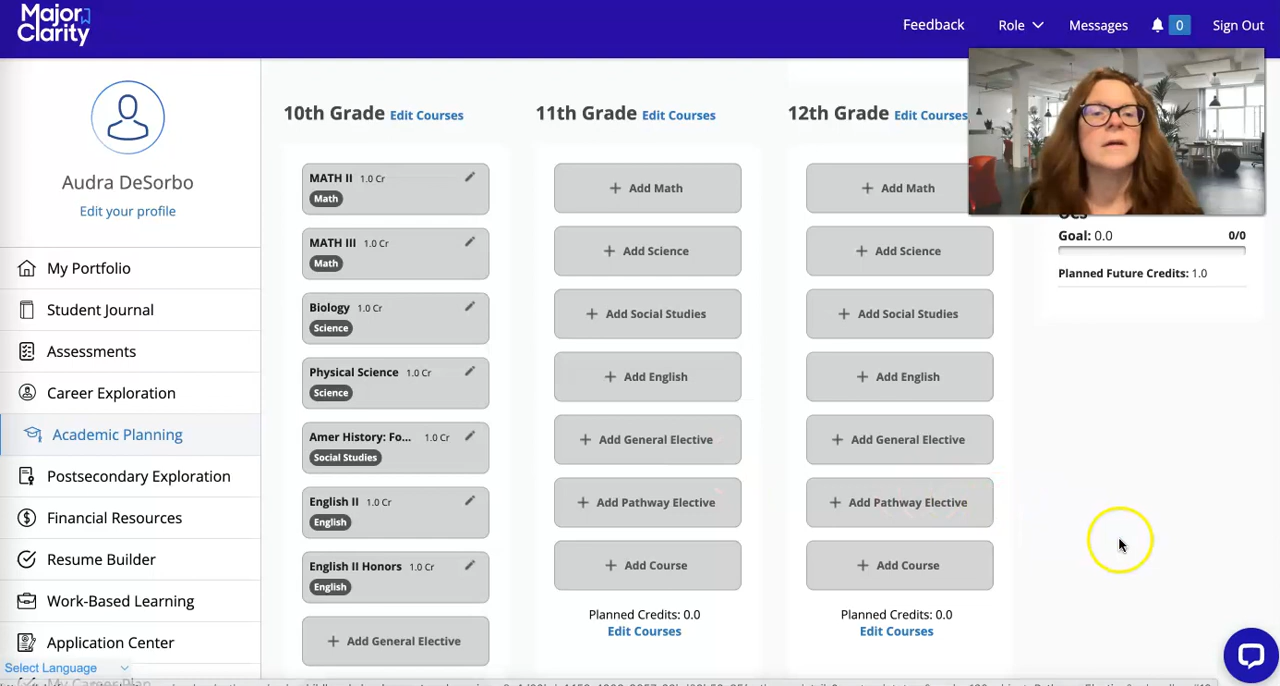 Major
Clarity
Feedback
Role
Messages
0
Sign Out
Audra DeSorbo
Edit your profile
My Portfolio
Student Journal
Assessments
Career Exploration
Academic Planning
Postsecondary Exploration
Financial Resources
Resume Builder
Work-Based Learning
Application Center
Select Language
My Career Plan
10th Grade Edit Courses
MATH II 1.0 Cr
Math
MATH III 1.0 Cr
Math
Biology 1.0 Cr
Science
Physical Science 1.0 Cr
Science
Amer History: Fo... 1.0 Cr
Social Studies
English II 1.0 Cr
English
English II Honors 1.0 Cr
English
+ Add General Elective
11th Grade Edit Courses
+ Add Math
+ Add Science
+ Add Social Studies
+ Add English
+ Add General Elective
+ Add Pathway Elective
+ Add Course
Planned Credits: 0.0
Edit Courses
12th Grade Edit Courses
+ Add Math
+ Add Science
+ Add Social Studies
+ Add English
+ Add General Elective
+ Add Pathway Elective
+ Add Course
Planned Credits: 0.0
Edit Courses
Goal: 0.0 0/0
Planned Future Credits: 1.0